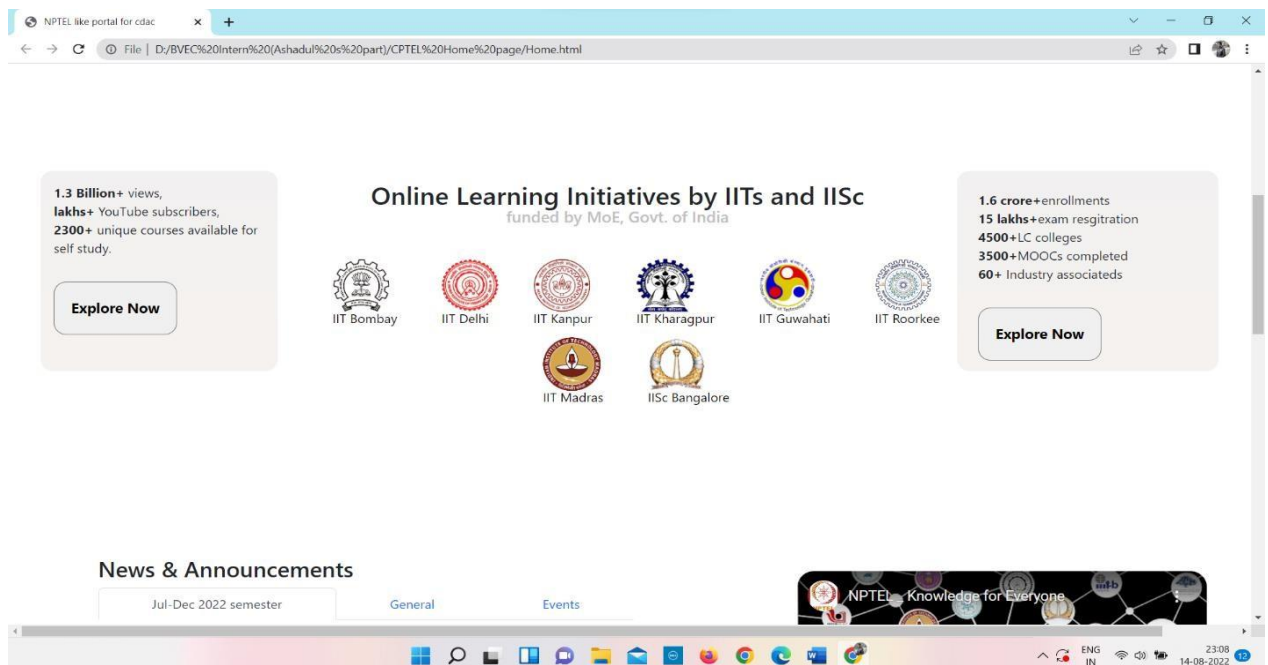 NPTEL like portal for cdac
File | D:/BVEC%20Intern%20(Ashadul%20s%20part)/CPTEL%20Home%20page/Home.html
1.3 Billion+ views,
lakhs+ YouTube subscribers,
2300+ unique courses available for
self study.
Explore Now
Online Learning Initiatives by IITs and IISc
funded by MoE, Govt. of India
IIT Bombay
IIT Delhi
IIT Kanpur
IIT Kharagpur
IIT Guwahati
IIT Roorkee
IIT Madras
IISc Bangalore
1.6 crore+enrollments
15 lakhs+exam resgitration
4500+LC colleges
3500+MOOCs completed
60+ Industry associateds
Explore Now
News & Announcements
Jul-Dec 2022 semester
General
Events
NPTEL _ Knowledge for Everyone
ENG
IN
23:08
14-08-2022
12